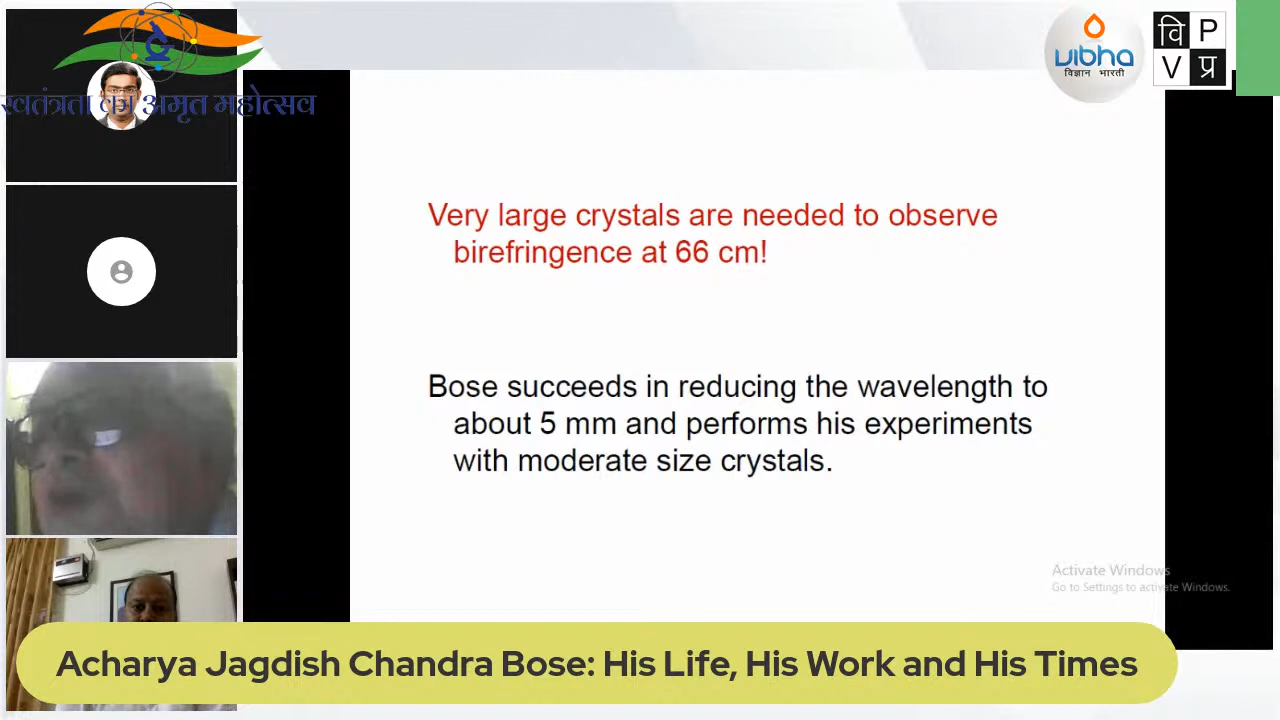 स्वतंत्रता का अमृत महोत्सव
vibha
विज्ञान भारती
वि P
V प्र
Very large crystals are needed to observe
birefringence at 66 cm!
Bose succeeds in reducing the wavelength to
about 5 mm and performs his experiments
with moderate size crystals.
Activate Windows
Go to Settings to activate Windows.
Acharya Jagdish Chandra Bose: His Life, His Work and His Times